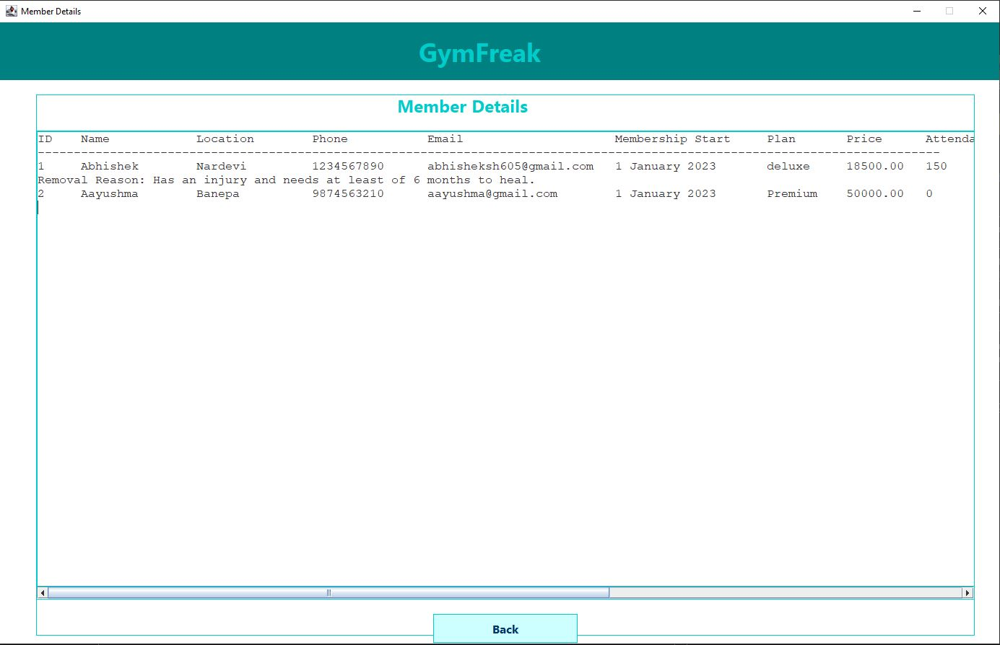 Member Details
GymFreak
Member Details
ID Name Location Phone Email Membership Start Plan Price Attenda
-----------------------------------------------------------------------------------------------------------------------------
1 Abhishek Nardevi 1234567890 abhisheksh605@gmail.com 1 January 2023 deluxe 18500.00 150
Removal Reason: Has an injury and needs at least of 6 months to heal.
2 Aayushma Banepa 9874563210 aayushma@gmail.com 1 January 2023 Premium 50000.00 0
Back